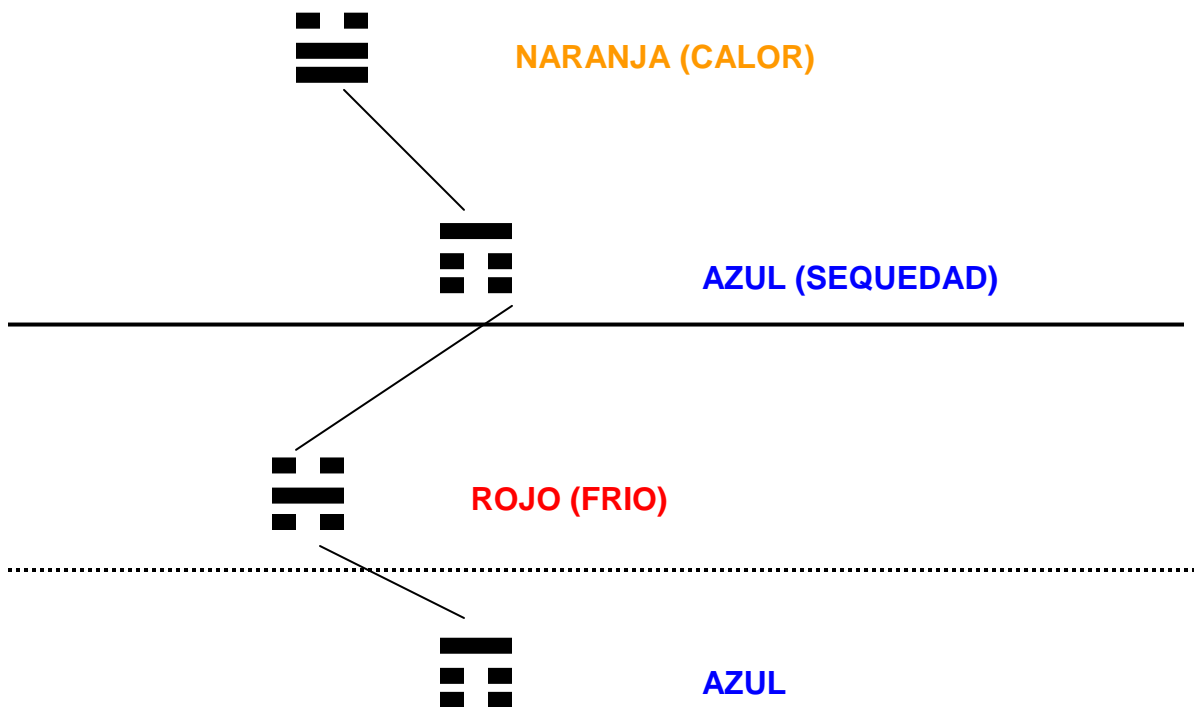 NARANJA (CALOR)
AZUL (SEQUEDAD)
ROJO (FRIO)
AZUL